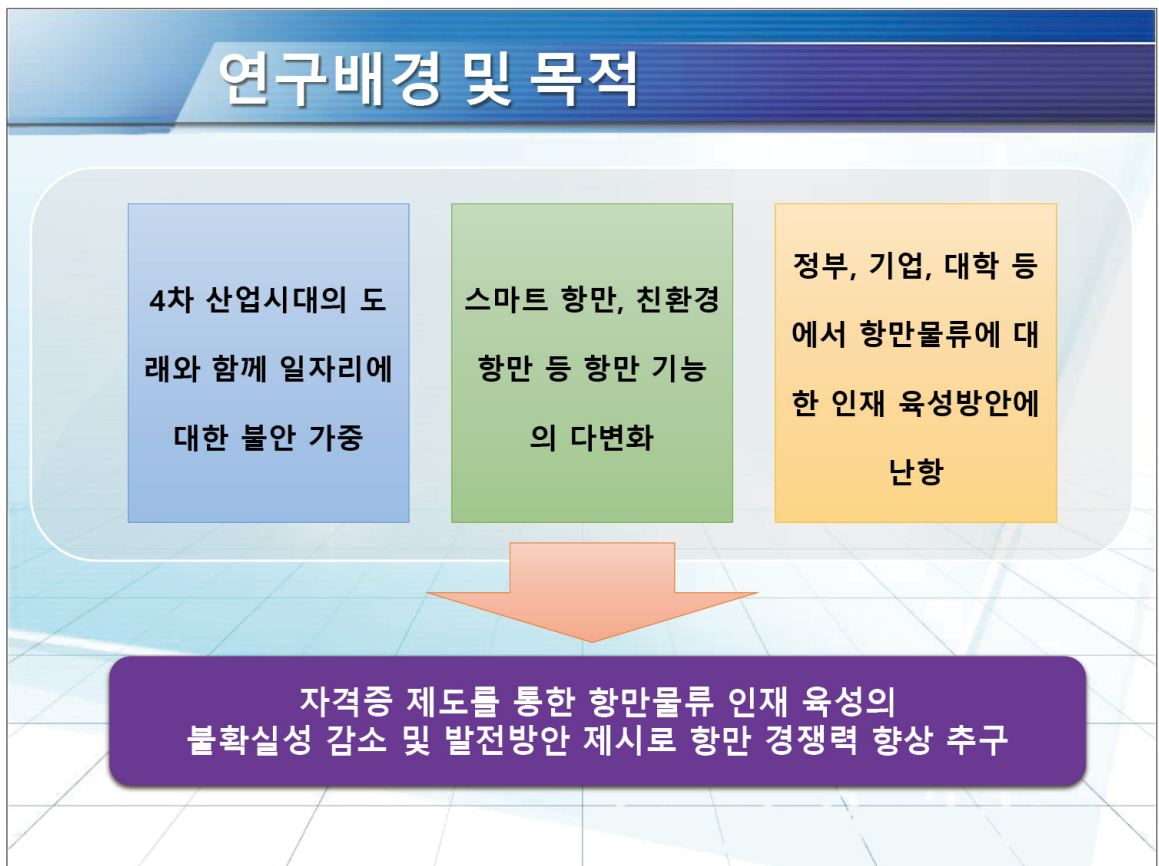 연구배경 및 목적
4차 산업시대의 도
래와 함께 일자리에
대한 불안 가중
스마트 항만, 친환경
항만 등 항만 기능
의 다변화
정부, 기업, 대학 등
에서 항만물류에 대
한 인재 육성방안에
난항
자격증 제도를 통한 항만물류 인재 육성의
불확실성 감소 및 발전방안 제시로 항만 경쟁력 향상 추구